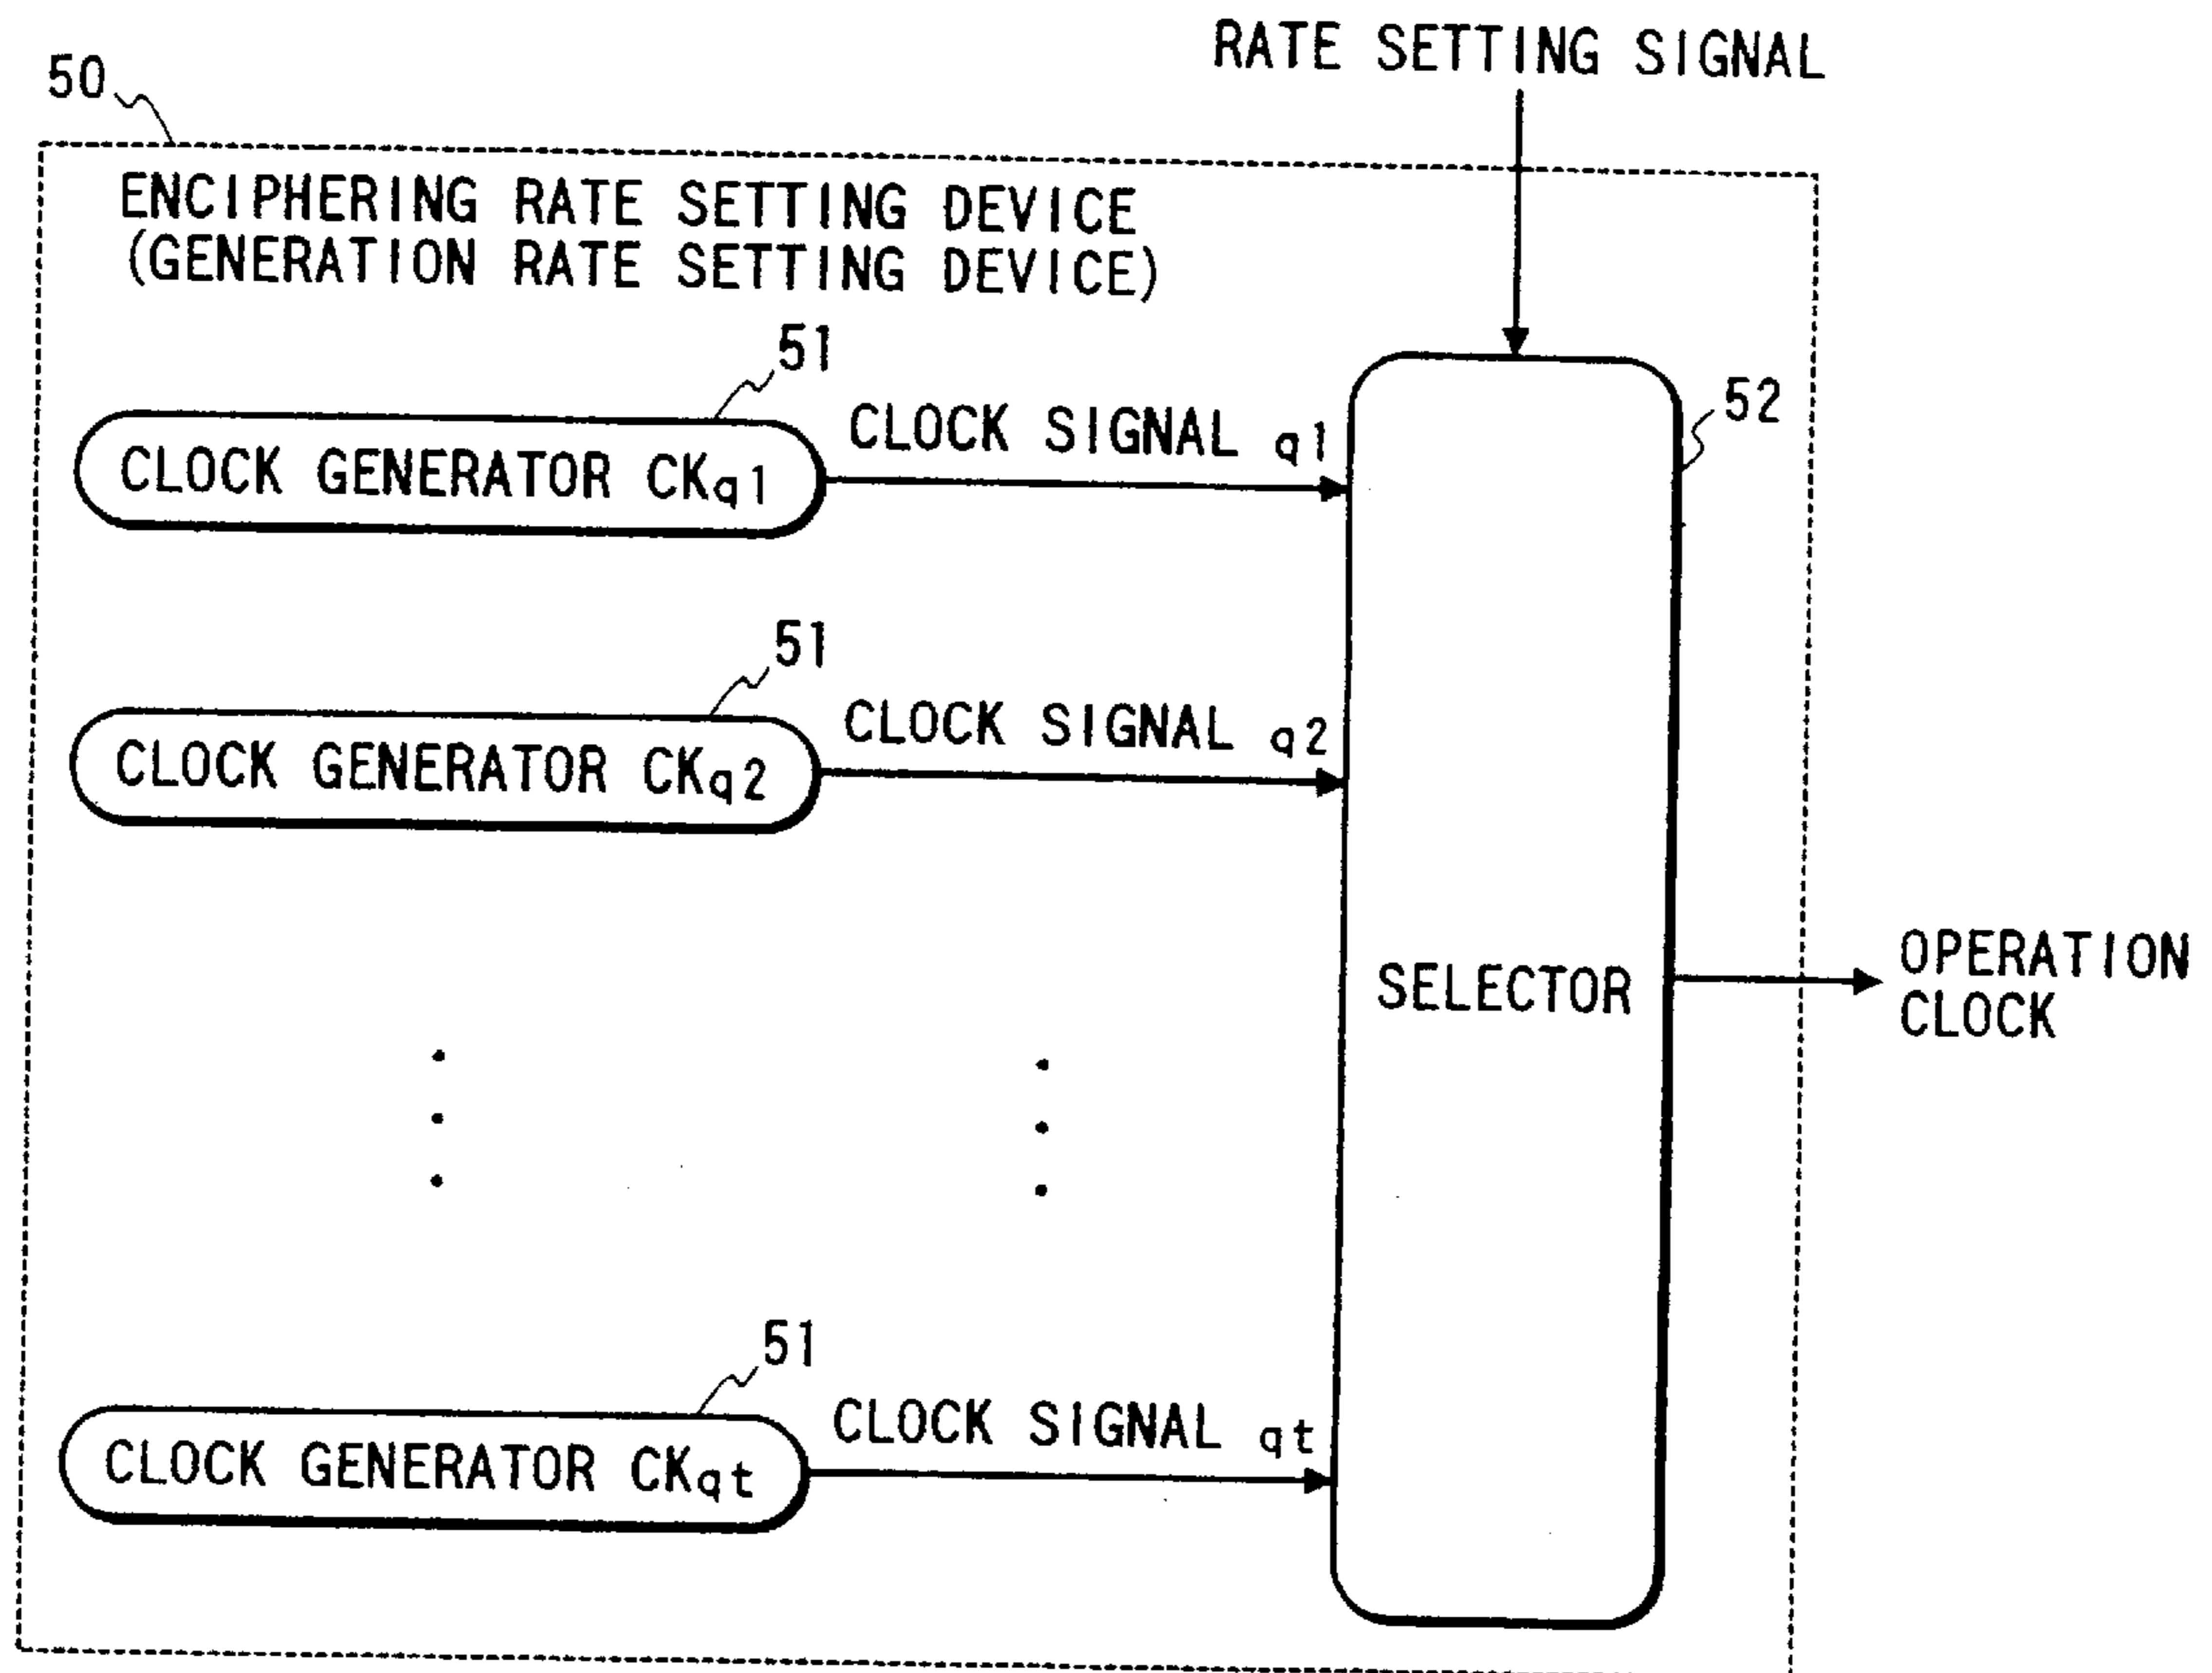 RATE SETTING SIGNAL
50
ENCIPHERING RATE SETTING DEVICE
(GENERATION RATE SETTING DEVICE)
51
CLOCK GENERATOR CKq1
CLOCK SIGNAL q1
52
51
CLOCK GENERATOR CKq2
CLOCK SIGNAL q2
SELECTOR
OPERATION
CLOCK
51
CLOCK GENERATOR CKqt
CLOCK SIGNAL qt